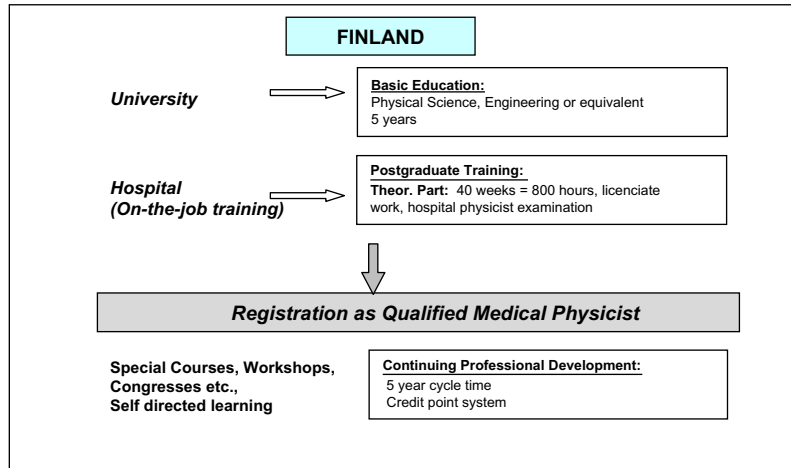 FINLAND
University
Basic Education:
Physical Science, Engineering or equivalent
5 years
Hospital
(On-the-job training)
Postgraduate Training:
Theor. Part: 40 weeks = 800 hours, licenciate
work, hospital physicist examination
Registration as Qualified Medical Physicist
Special Courses, Workshops,
Congresses etc.,
Self directed learning
Continuing Professional Development:
5 year cycle time
Credit point system